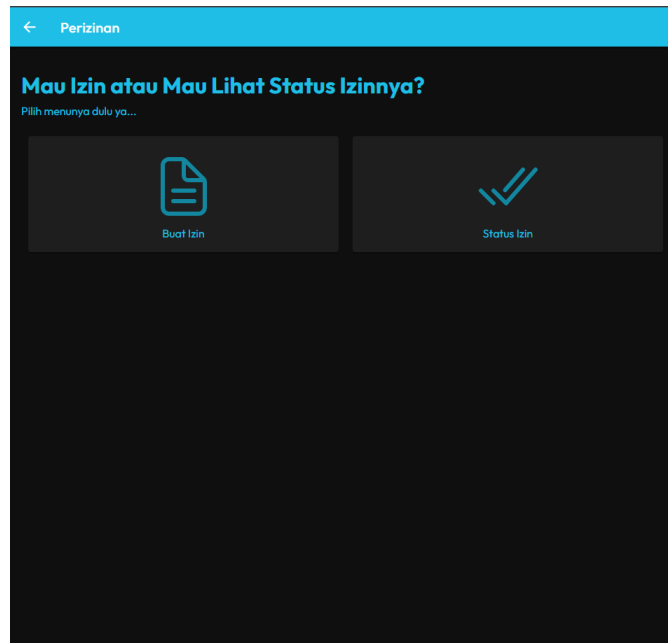 Perizinan
Mau Izin atau Mau Lihat Status Izinnya?
Pilih menunya dulu ya...
Buat Izin
Status Izin